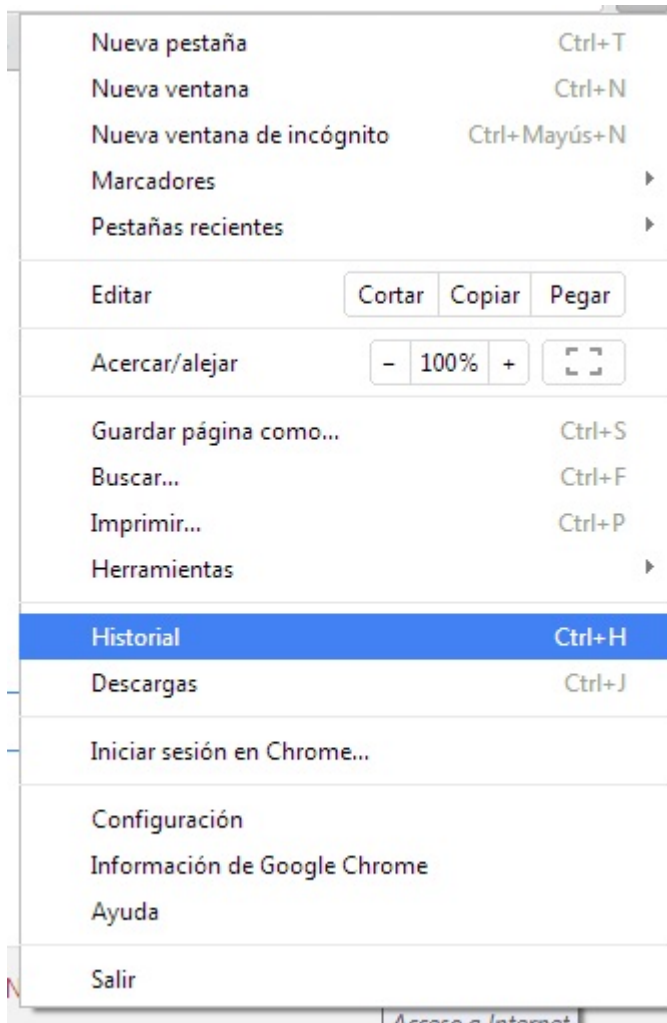 Nueva pestaña Ctrl+T
Nueva ventana Ctrl+N
Nueva ventana de incógnito Ctrl+Mayús+N
Marcadores
Pestañas recientes
Editar Cortar Copiar Pegar
Acercar/alejar − 100% +
Guardar página como... Ctrl+S
Buscar... Ctrl+F
Imprimir... Ctrl+P
Herramientas
Historial Ctrl+H
Descargas Ctrl+J
Iniciar sesión en Chrome...
Configuración
Información de Google Chrome
Ayuda
Salir
Acceso a Internet